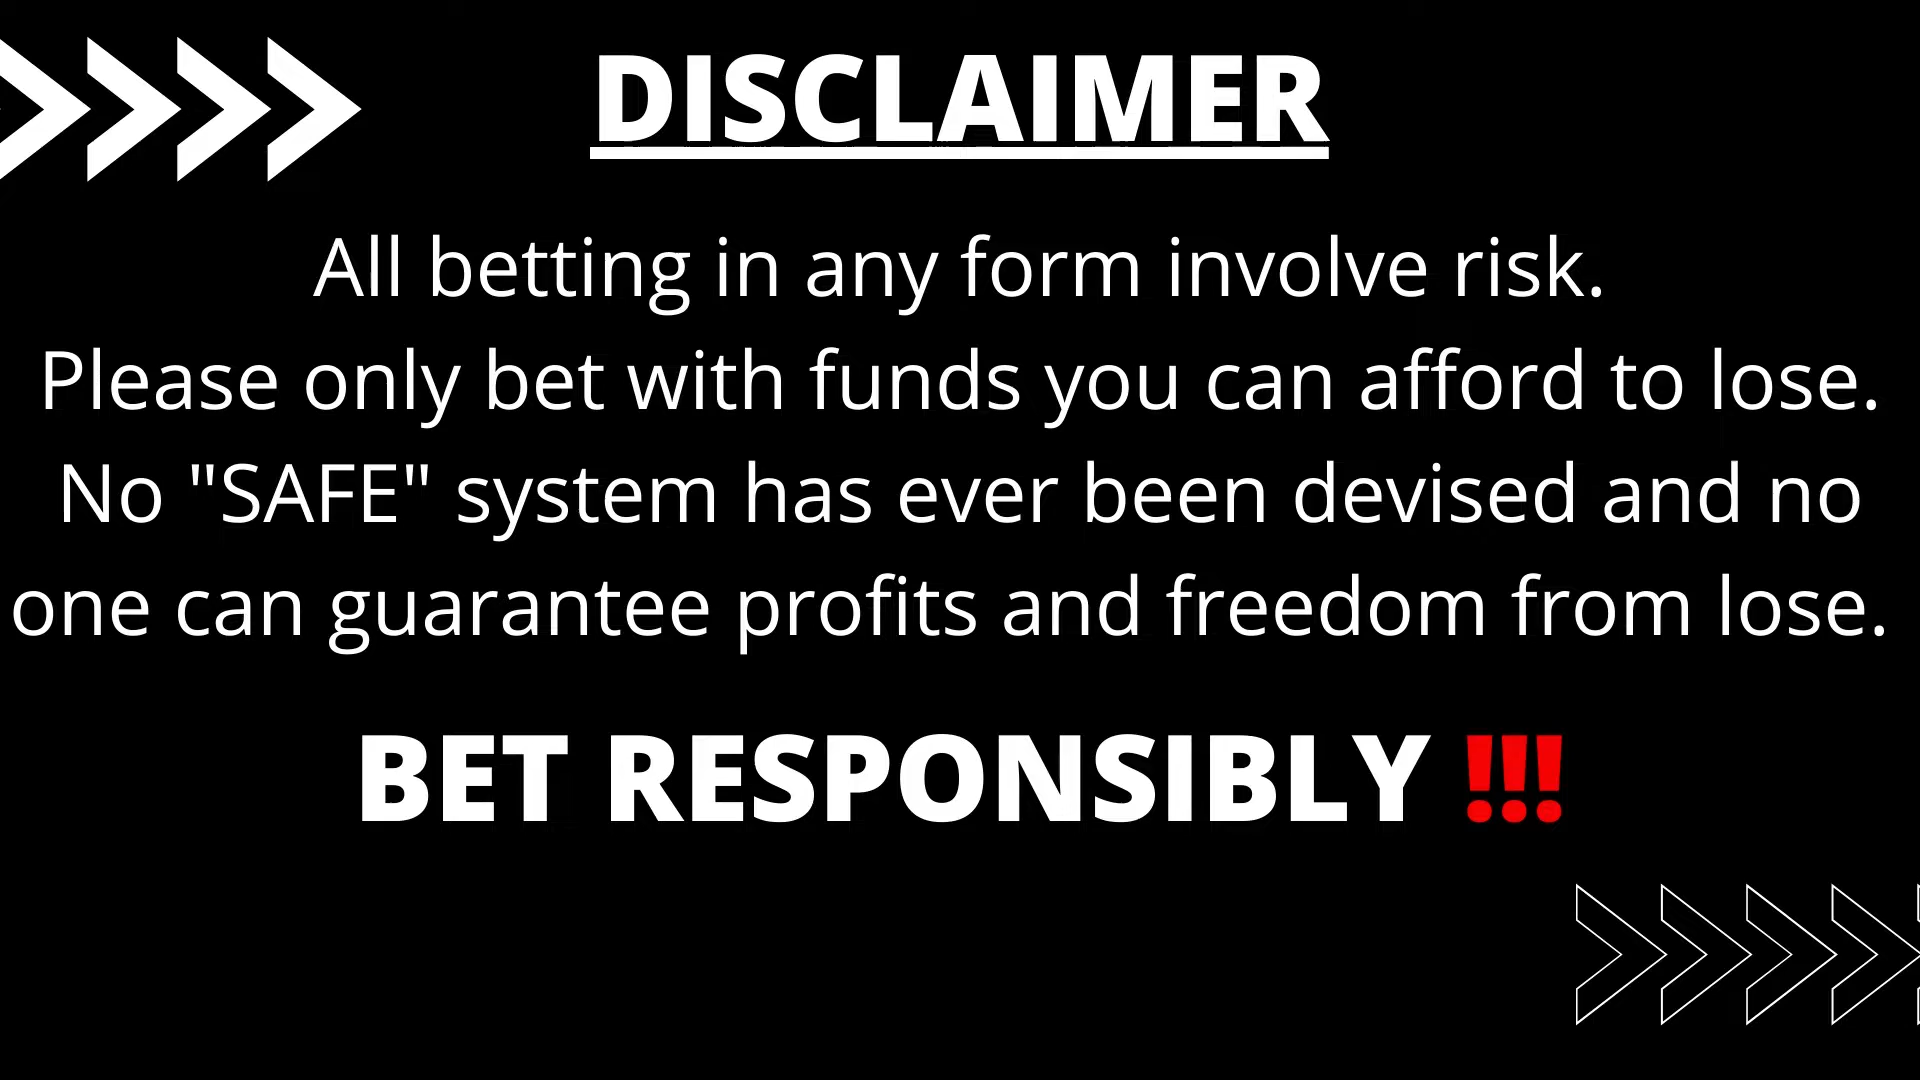 DISCLAIMER
All betting in any form involve risk.
Please only bet with funds you can afford to lose.
No "SAFE" system has ever been devised and no
one can guarantee profits and freedom from lose.
BET RESPONSIBLY !!!